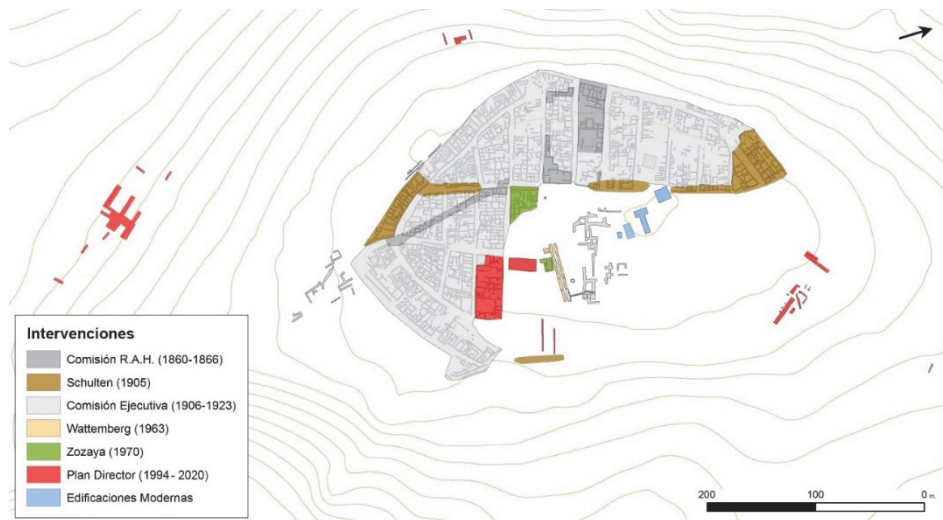 Intervenciones
Comisión R.A.H. (1860-1866)
Schulten (1905)
Comisión Ejecutiva (1906-1923)
Wattemberg (1963)
Zozaya (1970)
Plan Director (1994 - 2020)
Edificaciones Modernas
200 100 0 m.